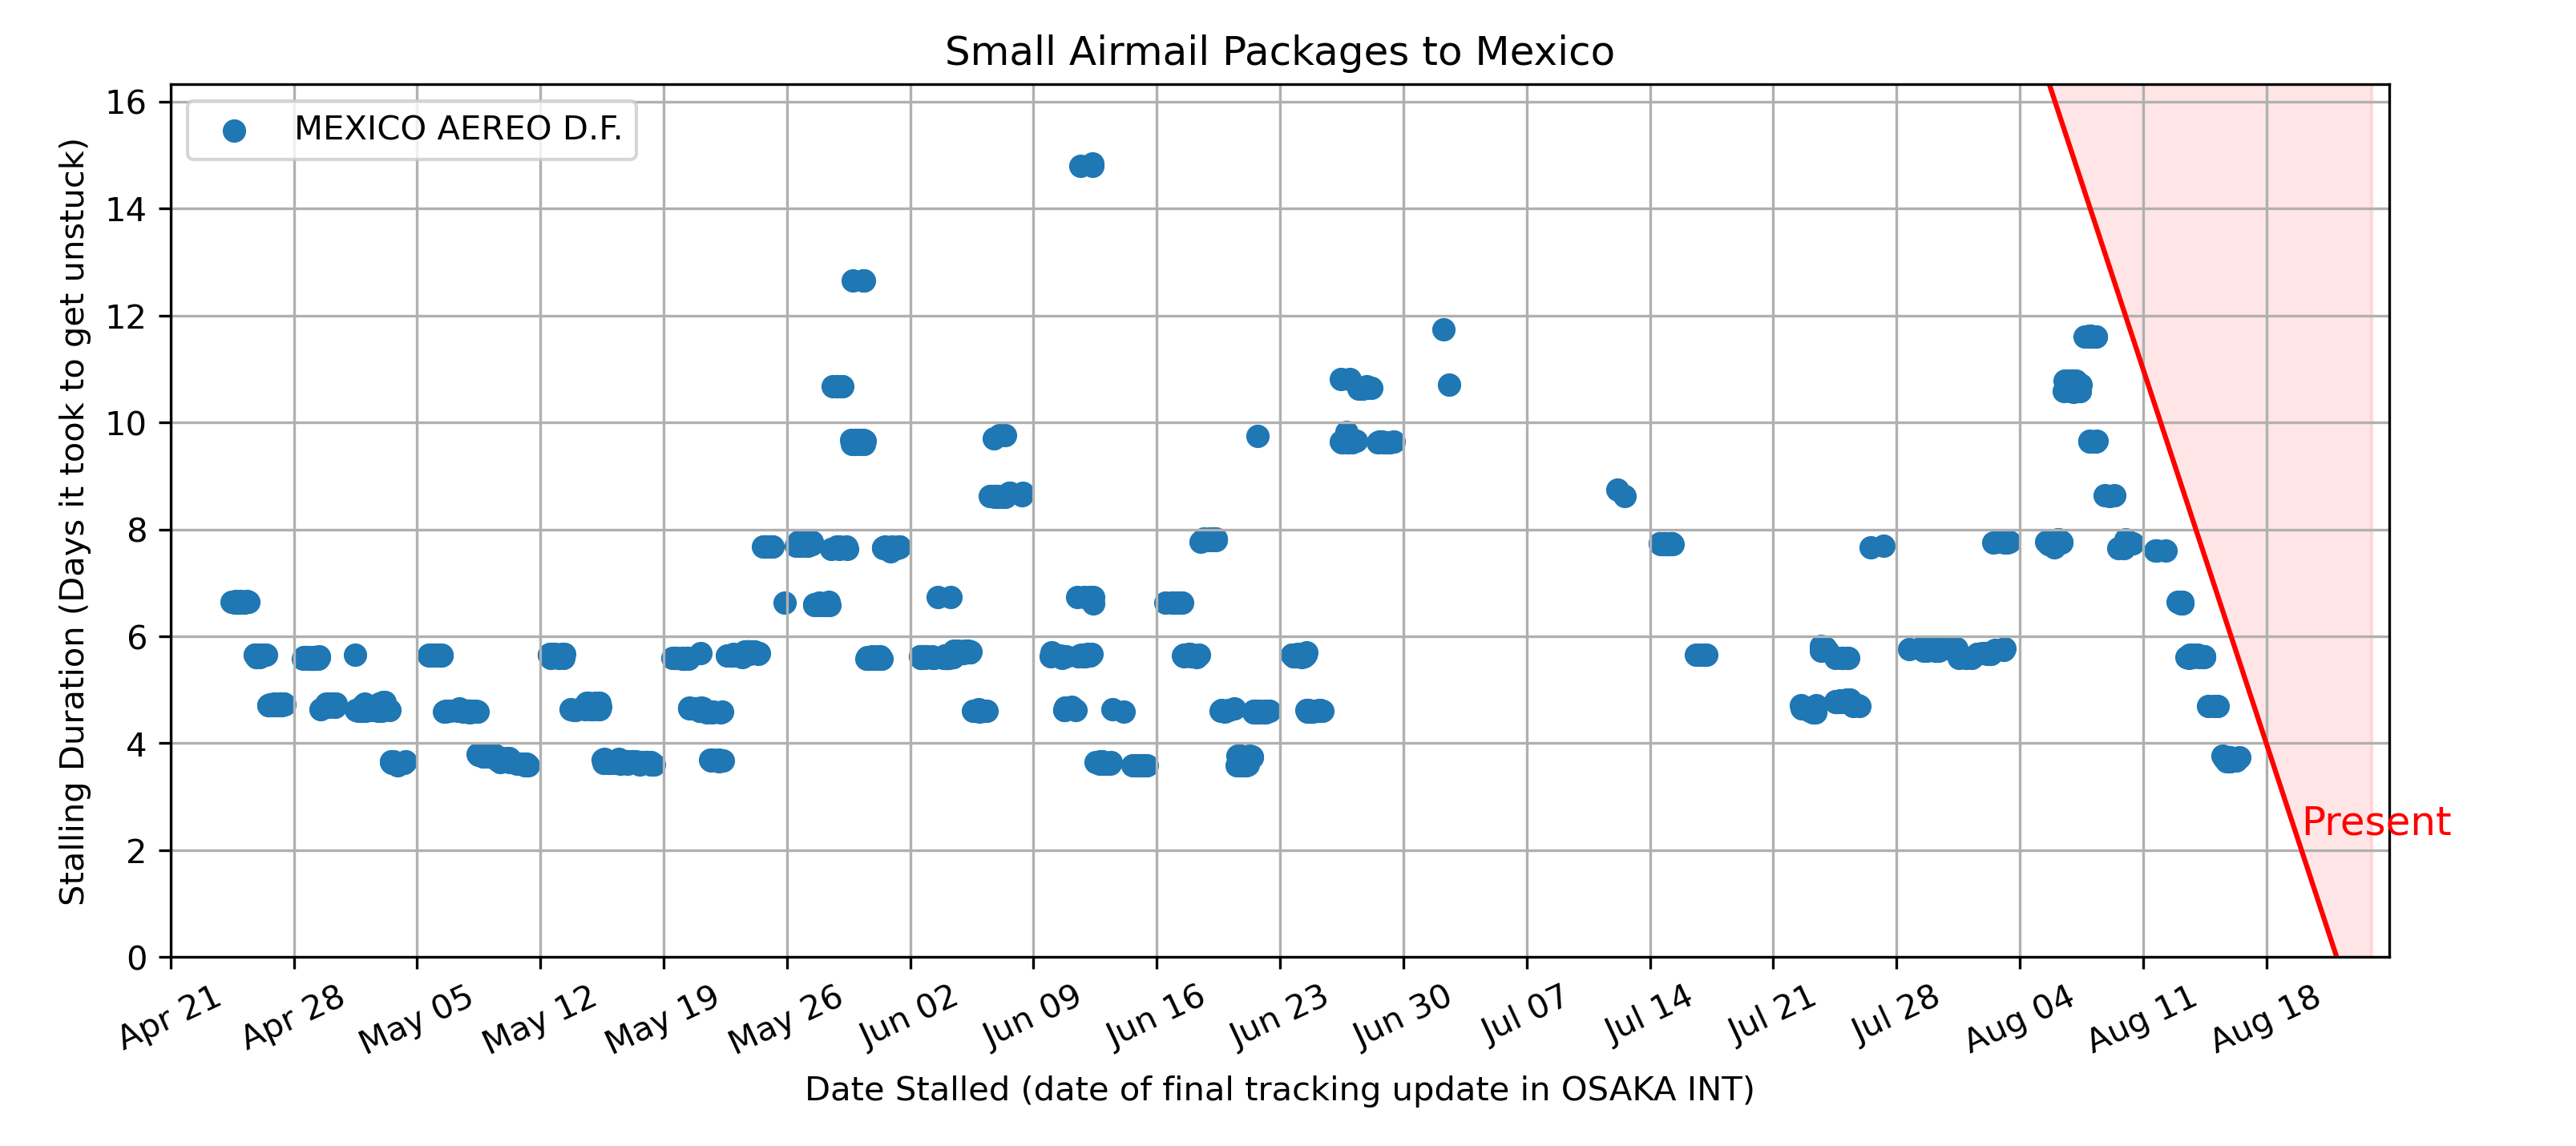 Small Airmail Packages to Mexico
MEXICO AEREO D.F.
Stalling Duration (Days it took to get unstuck)
16
14
12
10
8
6
4
2
0
Present
Apr 21
Apr 28
May 05
May 12
May 19
May 26
Jun 02
Jun 09
Jun 16
Jun 23
Jun 30
Jul 07
Jul 14
Jul 21
Jul 28
Aug 04
Aug 11
Aug 18
Date Stalled (date of final tracking update in OSAKA INT)